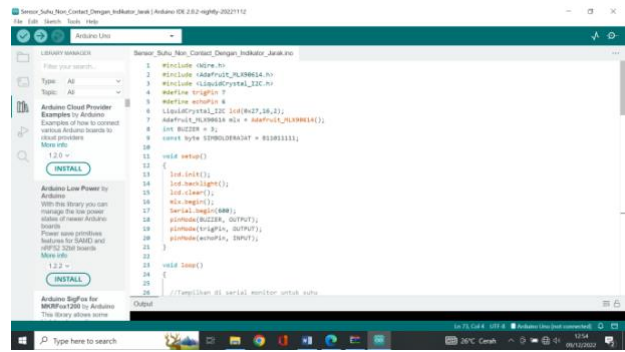 Sensor_Suhu_Non_Contact_Dengan_Indikator_Jarak | Arduino IDE 2.0.2-nightly-20221112
File Edit Sketch Tools Help
Arduino Uno
LIBRARY MANAGER
Filter your search...
Type: All
Topic: All
Arduino Cloud Provider
Examples by Arduino
Examples of how to connect
various Arduino boards to
cloud providers
More info
1.2.0
INSTALL
Arduino Low Power by
Arduino
With this library you can
manage the low power
states of newer Arduino
boards
Power save primitives
features for SAMD and
nRF52 32bit boards
More info
1.2.2
INSTALL
Arduino SigFox for
MKRFox1200 by Arduino
This library allows some
Sensor_Suhu_Non_Contact_Dengan_Indikator_Jarak.ino
1 #include <Wire.h>
2 #include <Adafruit_MLX90614.h>
3 #include <LiquidCrystal_I2C.h>
4 #define trigPin 7
5 #define echoPin 6
6 LiquidCrystal_I2C lcd(0x27,16,2);
7 Adafruit_MLX90614 mlx = Adafruit_MLX90614();
8 int BUZZER = 3;
9 const byte SIMBOLDERAJAT = B11011111;
10
11 void setup()
12 {
13 lcd.init();
14 lcd.backlight();
15 lcd.clear();
16 mlx.begin();
17 Serial.begin(600);
18 pinMode(BUZZER, OUTPUT);
19 pinMode(trigPin, OUTPUT);
20 pinMode(echoPin, INPUT);
21 }
22
23 void loop()
24 {
25
26 //Tampilkan di serial monitor untuk suhu
Output
Ln 73, Col 4 UTF-8 Arduino Uno [not connected]
Type here to search
26°C Cerah
12:54
09/12/2022